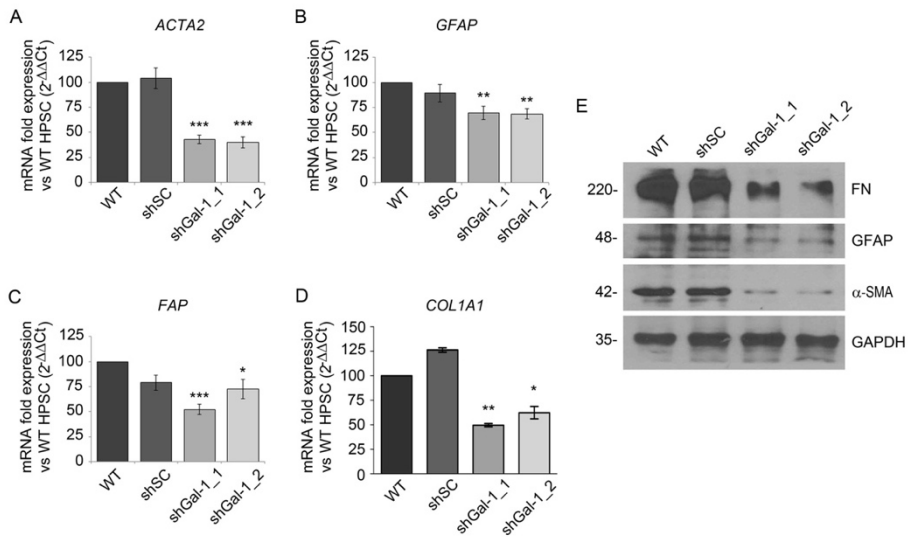 A
ACTA2
mRNA fold expression
vs WT HPSC (2-ΔΔCt)
125
100
75
50
25
0
***
***
WT
shSC
shGal-1_1
shGal-1_2
B
GFAP
mRNA fold expression
vs WT HPSC (2-ΔΔCt)
125
100
75
50
25
0
**
**
WT
shSC
shGal-1_1
shGal-1_2
C
FAP
mRNA fold expression
vs WT HPSC (2-ΔΔCt)
125
100
75
50
25
0
***
*
WT
shSC
shGal-1_1
shGal-1_2
D
COL1A1
mRNA fold expression
vs WT HPSC (2-ΔΔCt)
150
125
100
75
50
25
0
**
*
WT
shSC
shGal-1_1
shGal-1_2
E
WT
shSC
shGal-1_1
shGal-1_2
220- FN
48- GFAP
42- α-SMA
35- GAPDH